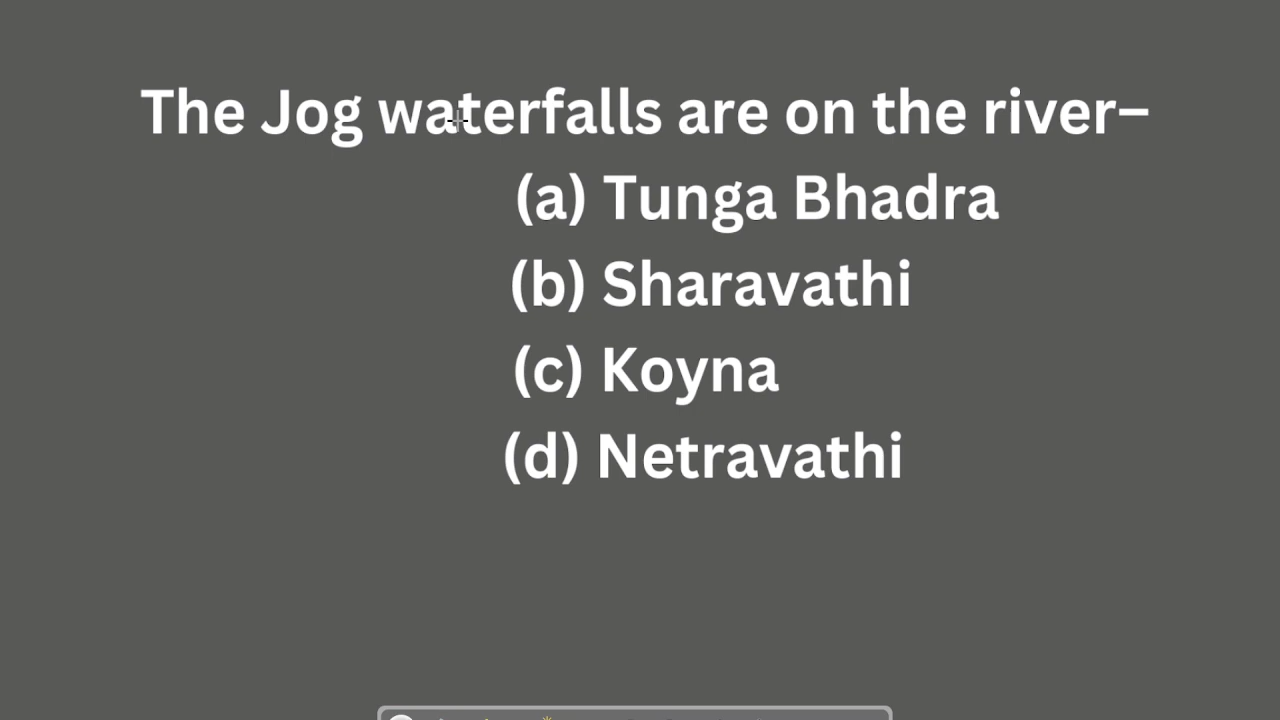 The Jog waterfalls are on the river–
(a) Tunga Bhadra
(b) Sharavathi
(c) Koyna
(d) Netravathi